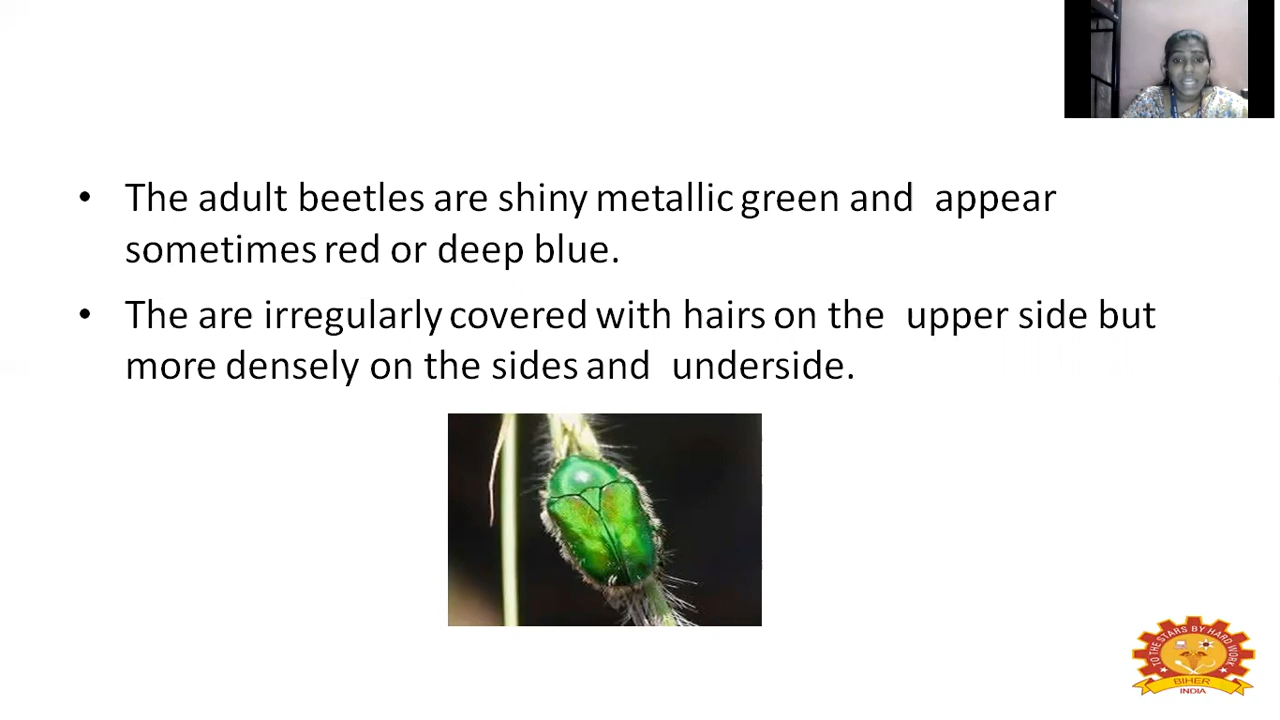 • The adult beetles are shiny metallic green and appear
sometimes red or deep blue.
• The are irregularly covered with hairs on the upper side but
more densely on the sides and underside.
TO THE STARS BY HARD WORK
BIHER
INDIA